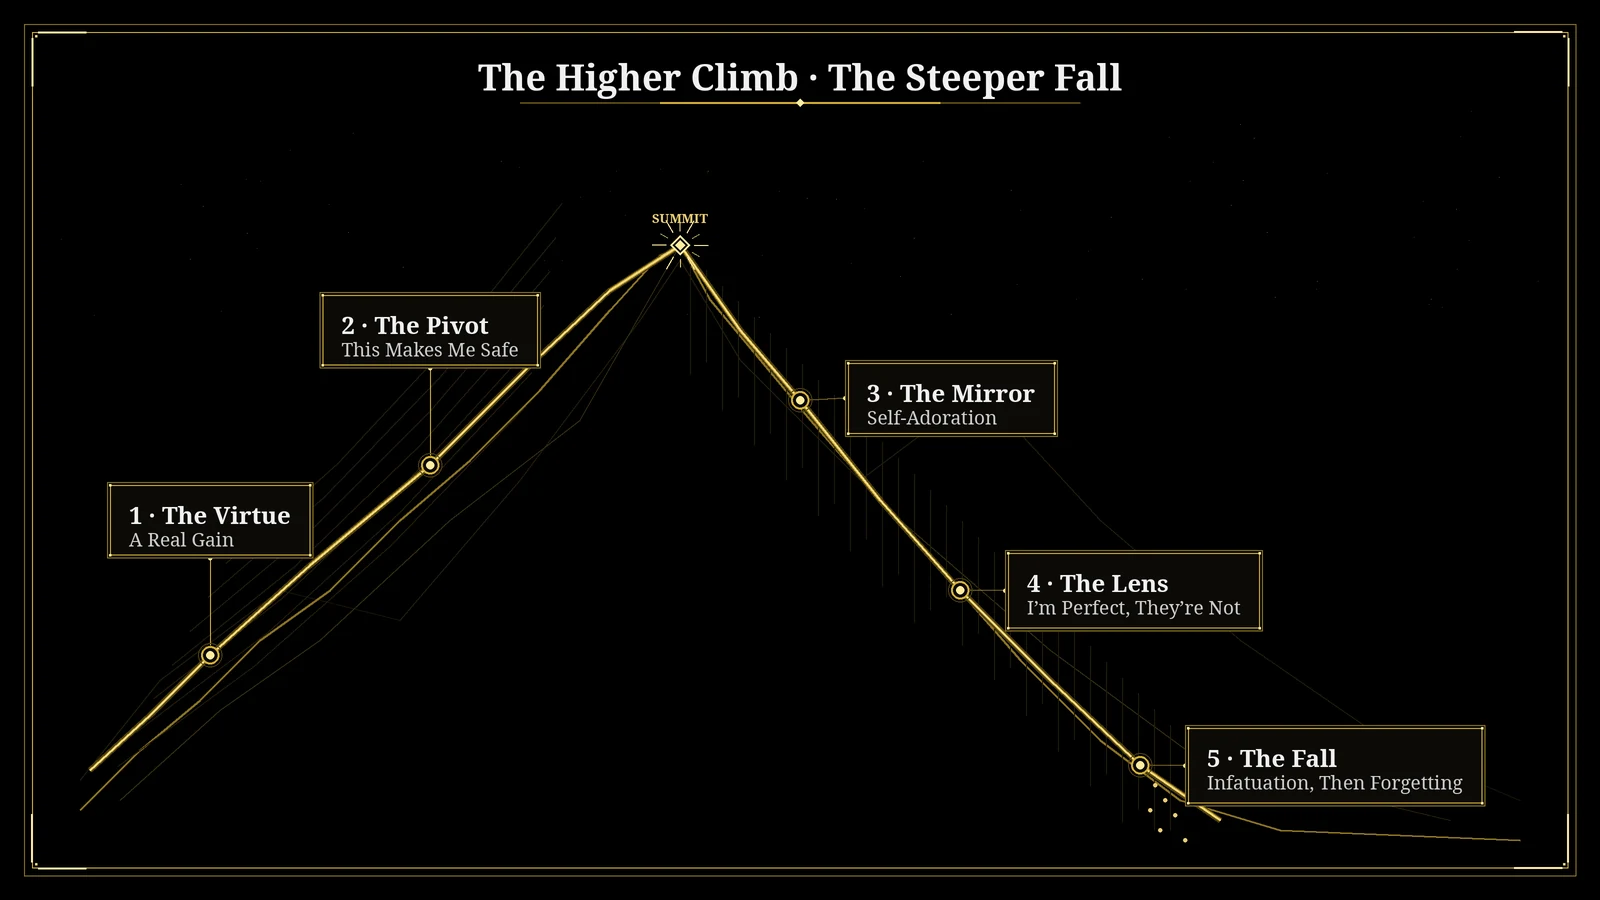 The Higher Climb · The Steeper Fall
SUMMIT
2 · The Pivot
This Makes Me Safe
3 · The Mirror
Self-Adoration
1 · The Virtue
A Real Gain
4 · The Lens
I’m Perfect, They’re Not
5 · The Fall
Infatuation, Then Forgetting